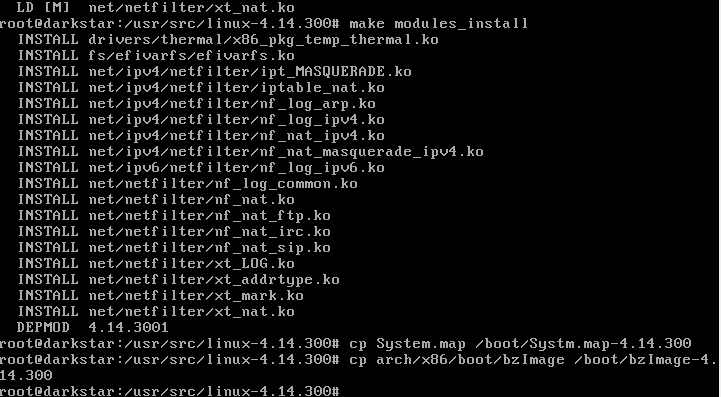 LD [M]  net/netfilter/xt_nat.ko
root@darkstar:/usr/src/linux-4.14.300# make modules_install
INSTALL drivers/thermal/x86_pkg_temp_thermal.ko
INSTALL fs/efivarfs/efivarfs.ko
INSTALL net/ipv4/netfilter/ipt_MASQUERADE.ko
INSTALL net/ipv4/netfilter/iptable_nat.ko
INSTALL net/ipv4/netfilter/nf_log_arp.ko
INSTALL net/ipv4/netfilter/nf_log_ipv4.ko
INSTALL net/ipv4/netfilter/nf_nat_ipv4.ko
INSTALL net/ipv4/netfilter/nf_nat_masquerade_ipv4.ko
INSTALL net/ipv6/netfilter/nf_log_ipv6.ko
INSTALL net/netfilter/nf_log_common.ko
INSTALL net/netfilter/nf_nat.ko
INSTALL net/netfilter/nf_nat_ftp.ko
INSTALL net/netfilter/nf_nat_irc.ko
INSTALL net/netfilter/nf_nat_sip.ko
INSTALL net/netfilter/xt_LOG.ko
INSTALL net/netfilter/xt_addrtype.ko
INSTALL net/netfilter/xt_mark.ko
INSTALL net/netfilter/xt_nat.ko
DEPMOD  4.14.3001
root@darkstar:/usr/src/linux-4.14.300# cp System.map /boot/Systm.map-4.14.300
root@darkstar:/usr/src/linux-4.14.300# cp arch/x86/boot/bzImage /boot/bzImage-4.
14.300
root@darkstar:/usr/src/linux-4.14.300#